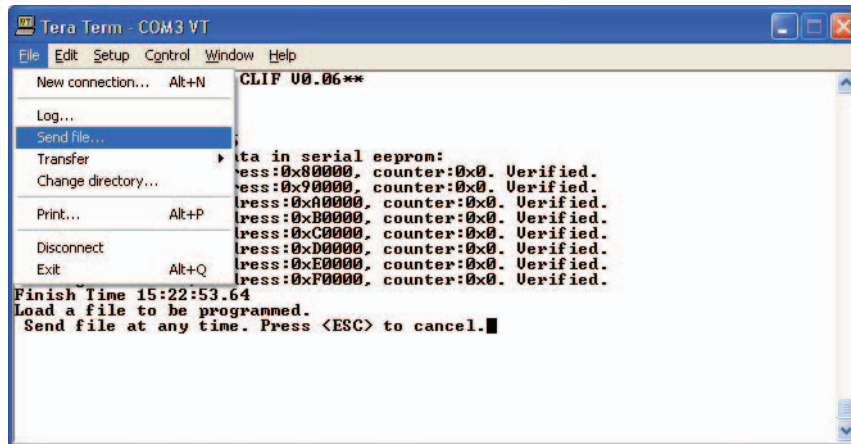 Tera Term - COM3 VT
File Edit Setup Control Window Help
New connection... Alt+N
CLIF V0.06**
Log...
Send file...
Transfer
ta in serial eeprom:
ress:0x80000, counter:0x0. Verified.
Change directory...
ess:0x90000, counter:0x0. Verified.
dress:0xA0000, counter:0x0. Verified.
Print... Alt+P
ress:0xB0000, counter:0x0. Verified.
ress:0xC0000, counter:0x0. Verified.
Disconnect
ress:0xD0000, counter:0x0. Verified.
Exit Alt+Q
ress:0xE0000, counter:0x0. Verified.
dress:0xF0000, counter:0x0. Verified.
Finish Time 15:22:53.64
Load a file to be programmed.
Send file at any time. Press <ESC> to cancel.